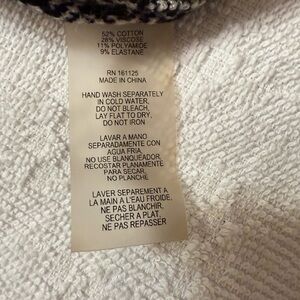 52% COTTON
28% VISCOSE
11% POLYAMIDE
9% ELASTANE
RN 161125
MADE IN CHINA
HAND WASH SEPARATELY
IN COLD WATER,
DO NOT BLEACH,
LAY FLAT TO DRY,
DO NOT IRON
LAVAR A MANO
SEPARADAMENTE CON
AGUA FRIA,
NO USE BLANQUEADOR,
RECOSTAR PLANAMENTE
PARA SECAR,
NO PLANCHE
LAVER SEPAREMENT A
LA MAIN A L'EAU FROIDE,
NE PAS BLANCHIR,
SECHER A PLAT,
NE PAS REPASSER